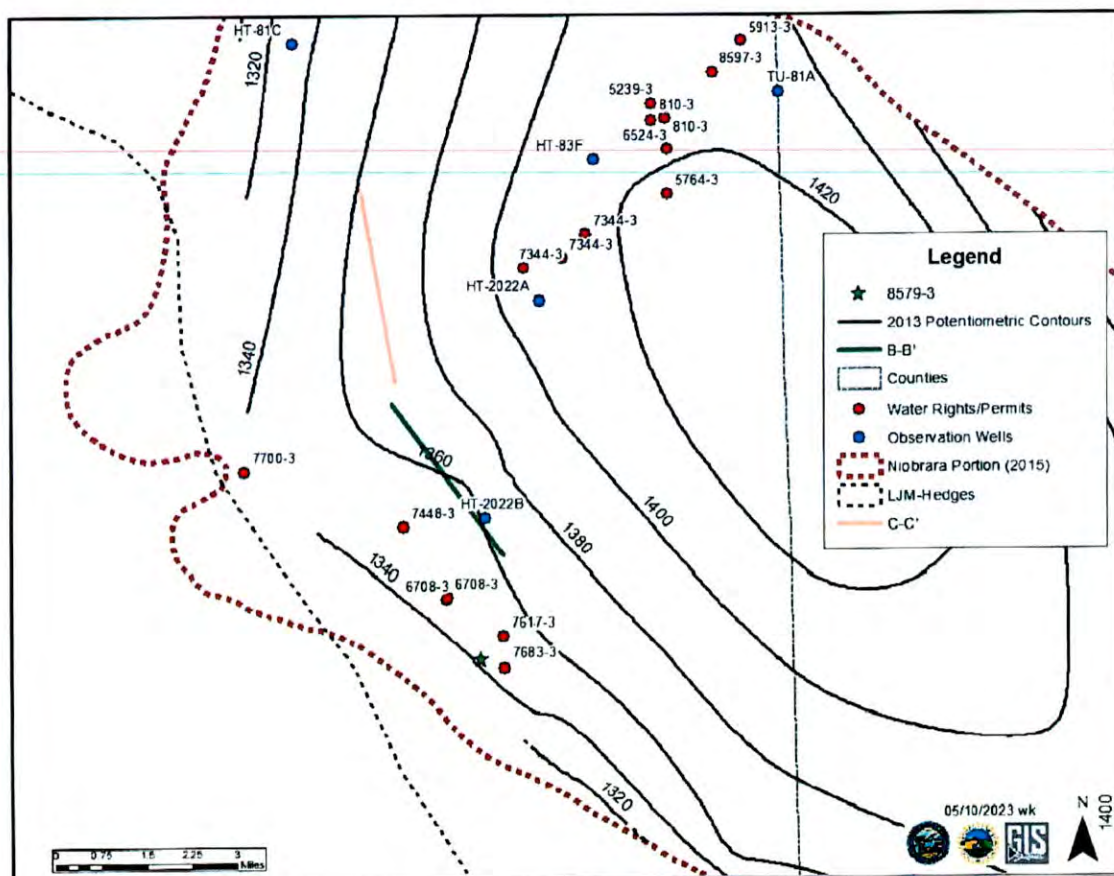 HT-81C
1320
5913-3
8597-3
TU-81A
5239-3
810-3
810-3
6524-3
HT-83F
5764-3
1420
7344-3
7344-3
7344-3
HT-2022A
1340
7700-3
1360
HT-2022B
7448-3
1400
1380
1340
6708-3
6708-3
7617-3
7683-3
1320
1400
Legend
8579-3
2013 Potentiometric Contours
B-B'
Counties
Water Rights/Permits
Observation Wells
Niobrara Portion (2015)
LJM-Hedges
C-C'
05/10/2023 wk
N
GIS
0 0.75 1.5 2.25 3
Miles